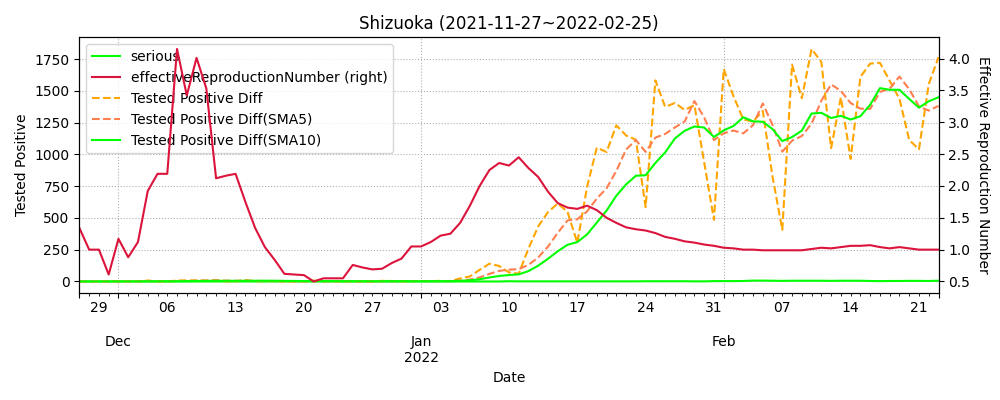 Shizuoka (2021-11-27~2022-02-25)
serious
effectiveReproductionNumber (right)
Tested Positive Diff
Tested Positive Diff(SMA5)
Tested Positive Diff(SMA10)
Tested Positive
1750
1500
1250
1000
750
500
250
0
4.0
3.5
3.0
2.5
2.0
1.5
1.0
0.5
Effective Reproduction Number
29 06 13 20 27 03 10 17 24 31 07 14 21
Dec Jan Feb
2022
Date